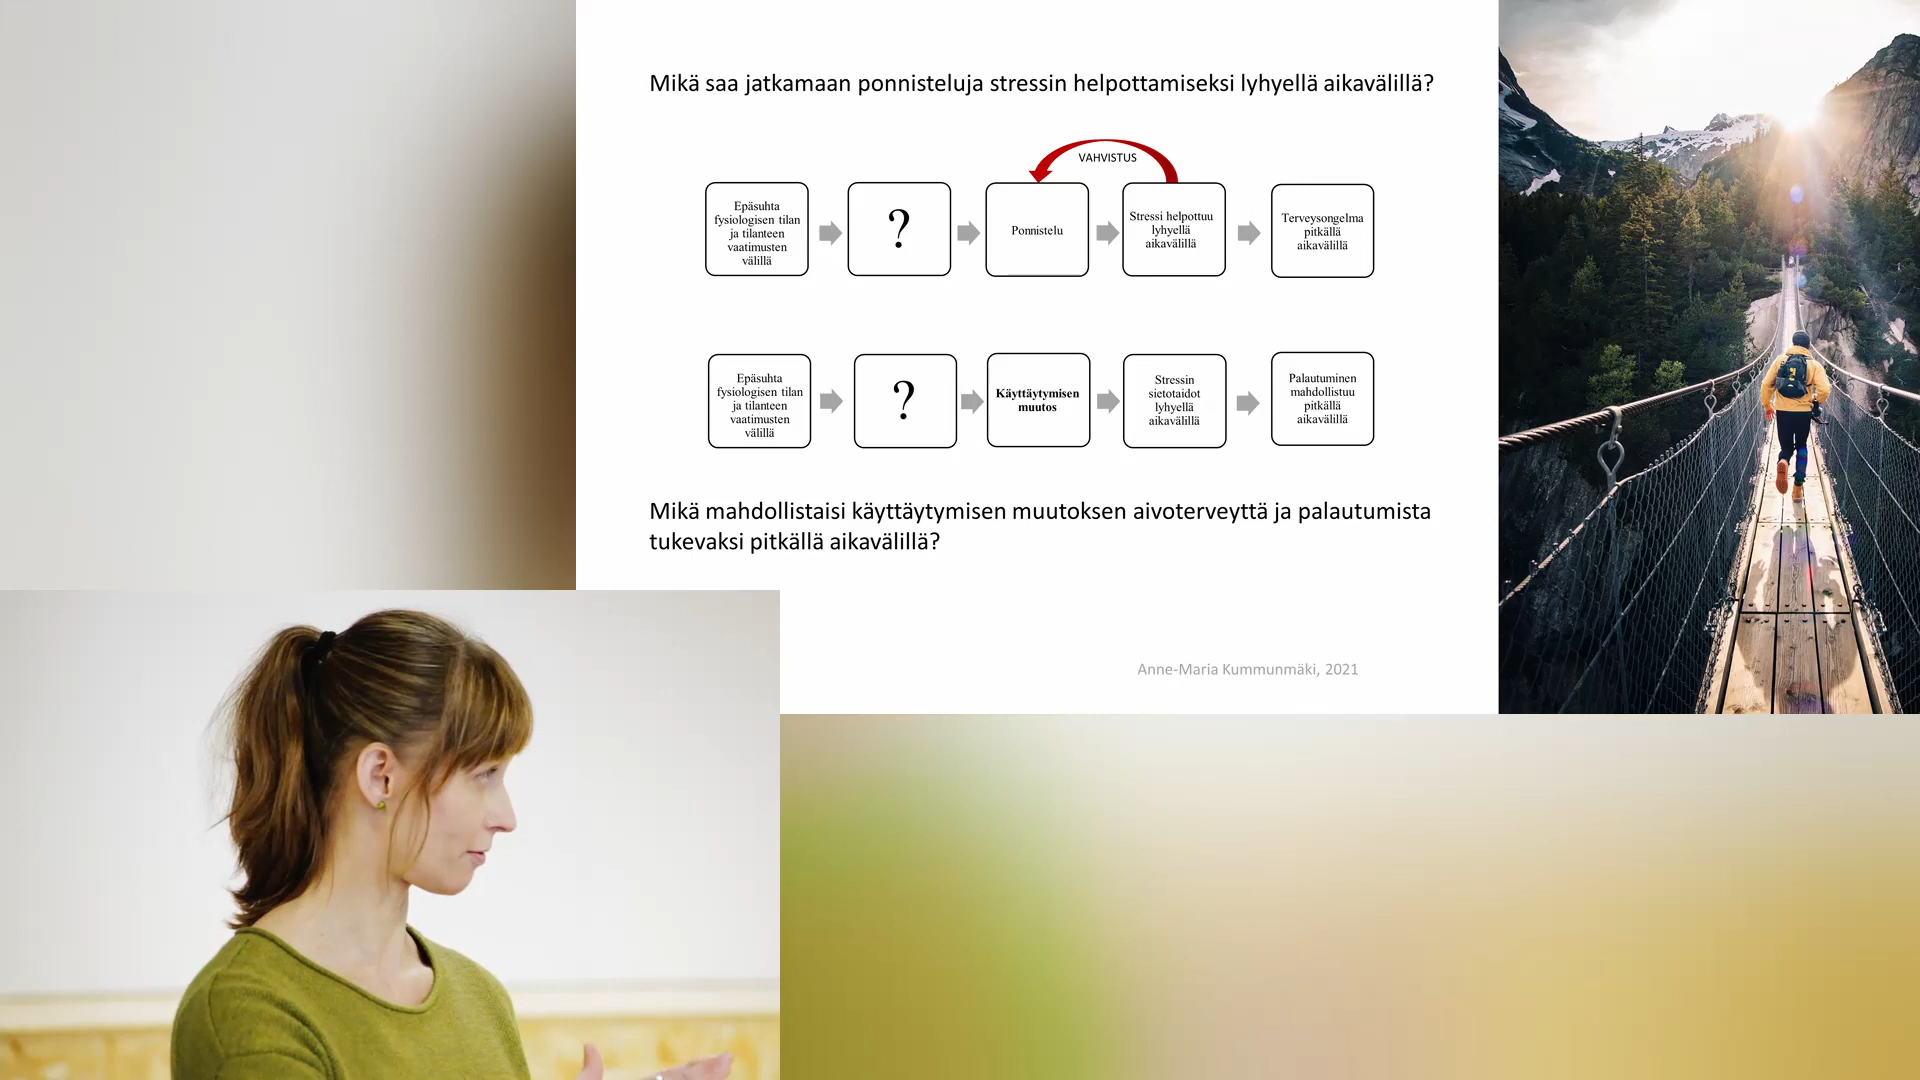 Mikä saa jatkamaan ponnisteluja stressin helpottamiseksi lyhyellä aikavälillä?
VAHVISTUS
Epäsuhta
fysiologisen tilan
ja tilanteen
vaatimusten
välillä
?
Ponnistelu
Stressi helpottuu
lyhyellä
aikavälillä
Terveysongelma
pitkällä
aikavälillä
Epäsuhta
fysiologisen tilan
ja tilanteen
vaatimusten
välillä
?
Käyttäytymisen
muutos
Stressin
sietotaidot
lyhyellä
aikavälillä
Palautuminen
mahdollistuu
pitkällä
aikavälillä
Mikä mahdollistaisi käyttäytymisen muutoksen aivoterveyttä ja palautumista
tukevaksi pitkällä aikavälillä?
Anne-Maria Kummunmäki, 2021